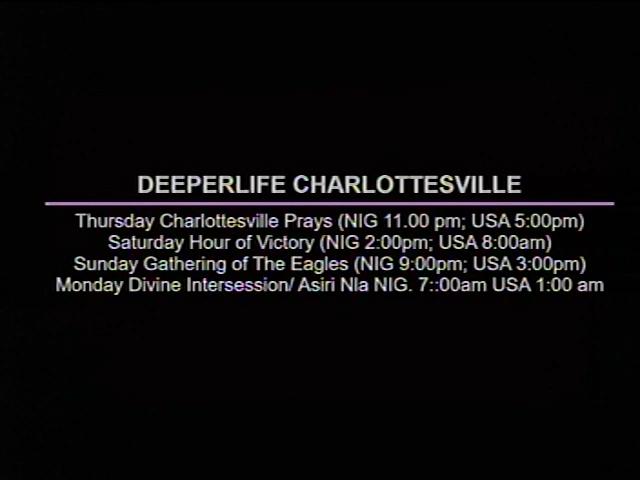 DEEPERLIFE CHARLOTTESVILLE
Thursday Charlottesville Prays (NIG 11.00 pm; USA 5:00pm)
Saturday Hour of Victory (NIG 2:00pm; USA 8:00am)
Sunday Gathering of The Eagles (NIG 9:00pm; USA 3:00pm)
Monday Divine Intersession/ Asiri Nla NIG. 7::00am USA 1:00 am